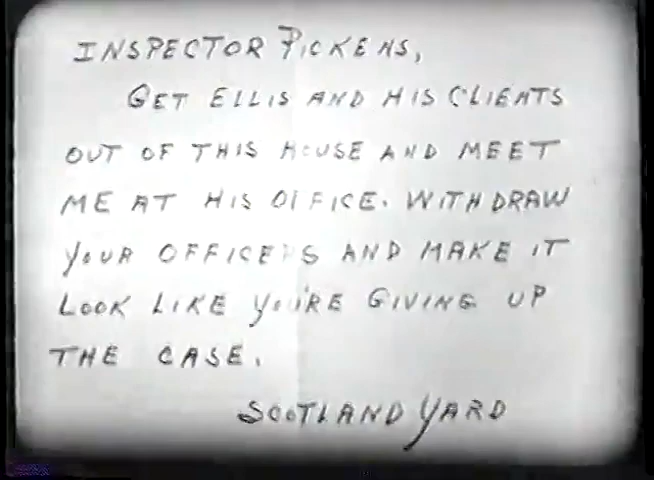 INSPECTOR PICKENS,
GET ELLIS AND HIS CLIENTS
OUT OF THIS HOUSE AND MEET
ME AT HIS OFFICE. WITHDRAW
YOUR OFFICERS AND MAKE IT
LOOK LIKE YOU'RE GIVING UP
THE CASE.
SCOTLAND YARD